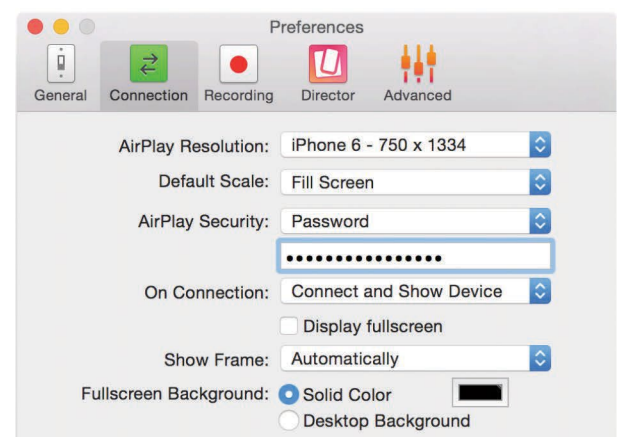 Preferences
General Connection Recording Director Advanced
AirPlay Resolution: iPhone 6 - 750 x 1334
Default Scale: Fill Screen
AirPlay Security: Password
••••••••••••••••
On Connection: Connect and Show Device
Display fullscreen
Show Frame: Automatically
Fullscreen Background: Solid Color
Desktop Background